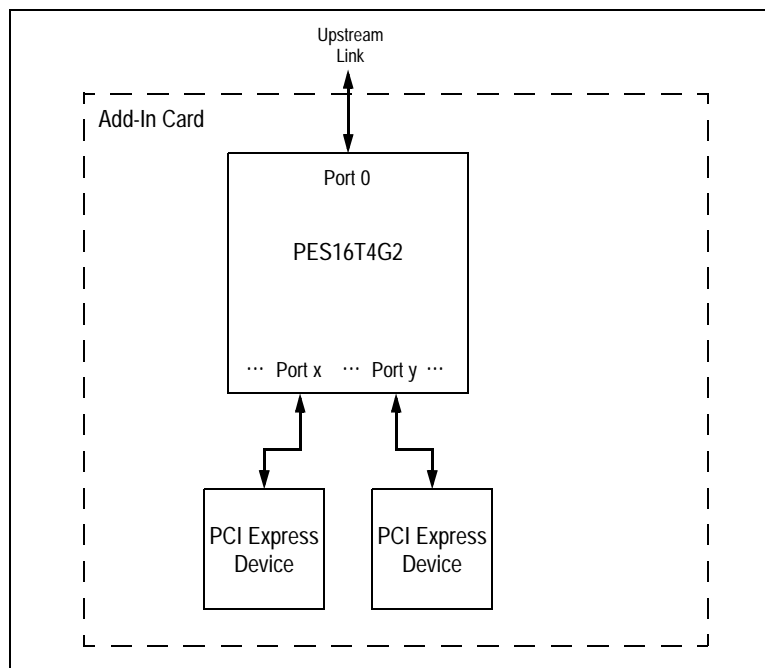 Upstream
Link
Add-In Card
Port 0
PES16T4G2
··· Port x ··· Port y ···
PCI Express
Device
PCI Express
Device